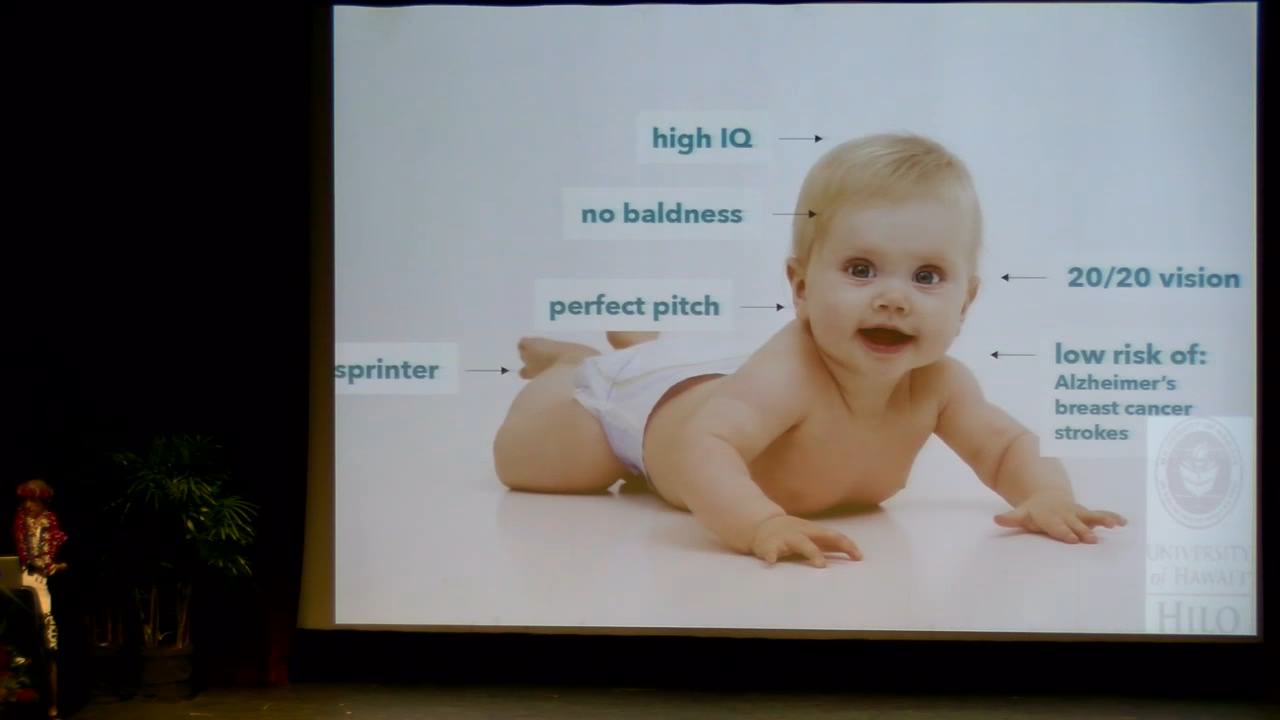 high IQ
no baldness
perfect pitch
sprinter
20/20 vision
low risk of:
Alzheimer's
breast cancer
strokes
UNIVERSITY
of HAWAI'I
HILO